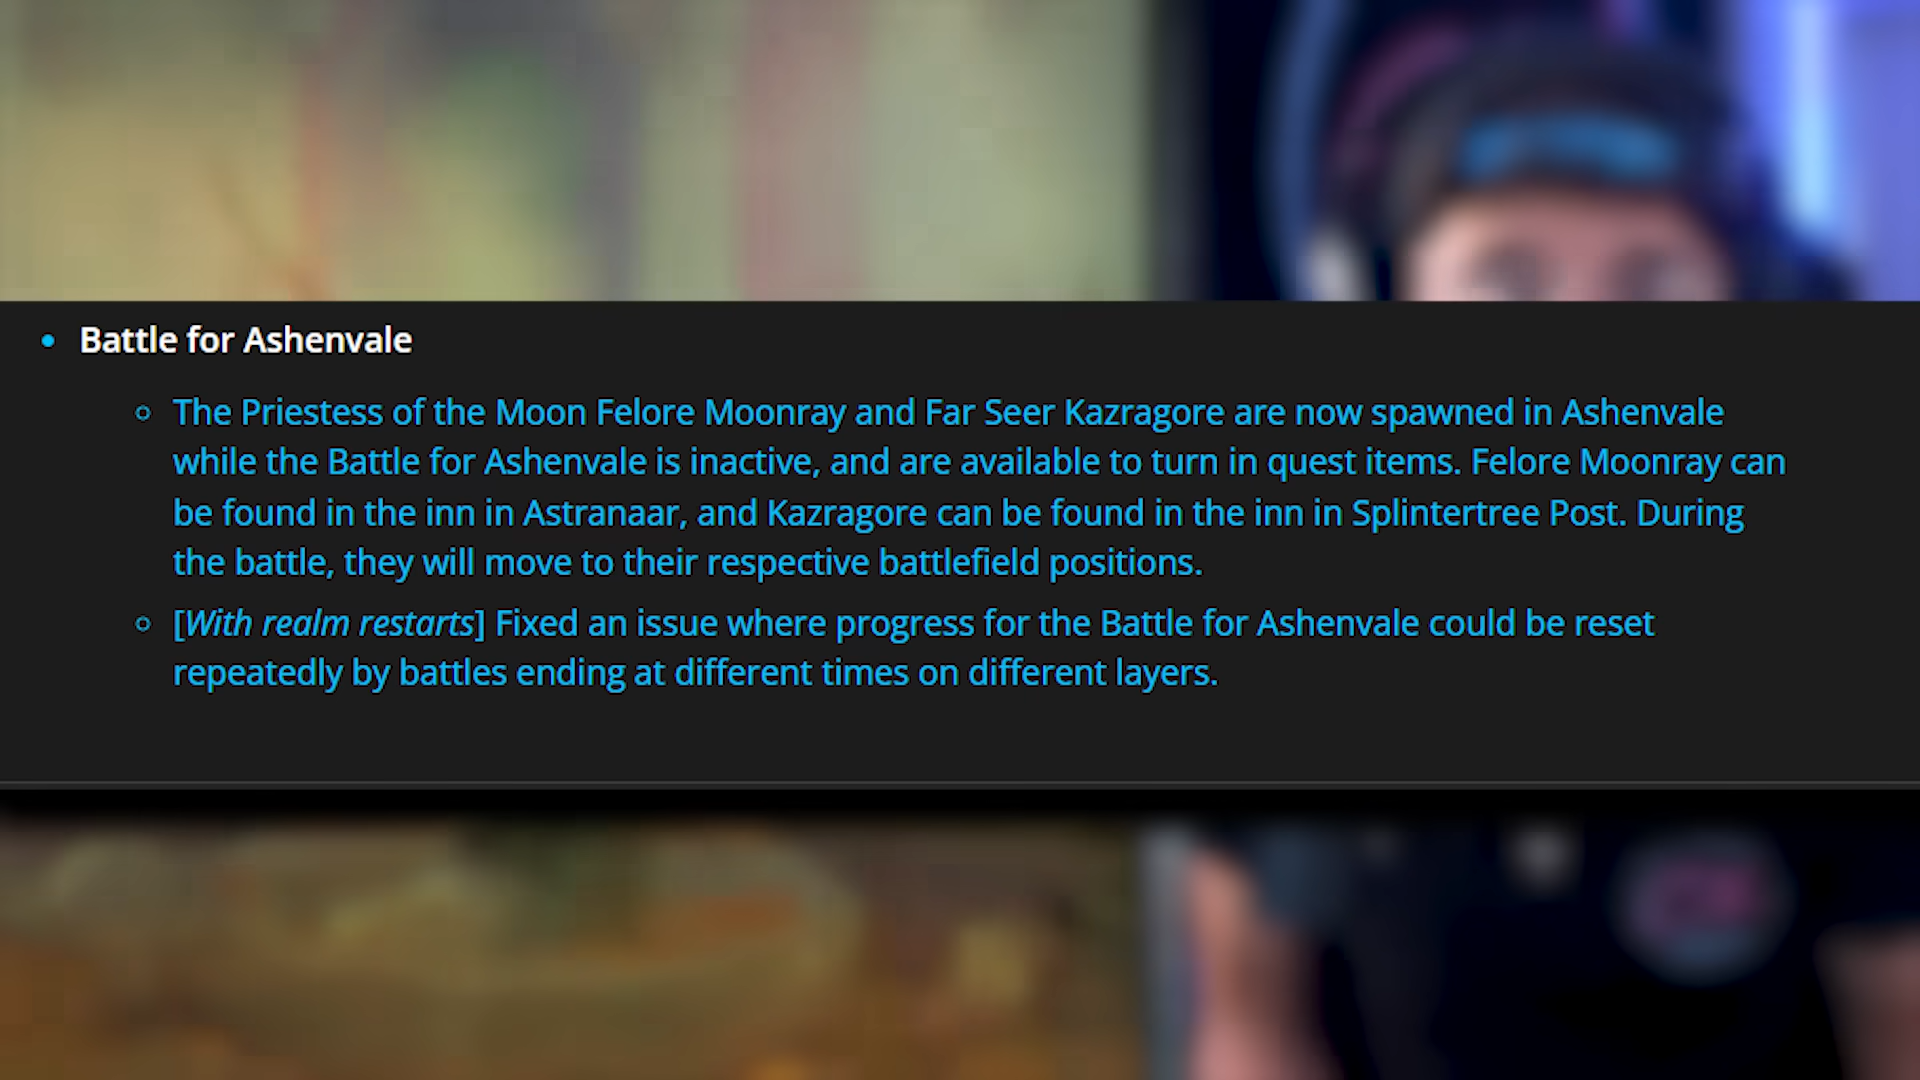 Battle for Ashenvale
The Priestess of the Moon Felore Moonray and Far Seer Kazragore are now spawned in Ashenvale
while the Battle for Ashenvale is inactive, and are available to turn in quest items. Felore Moonray can
be found in the inn in Astranaar, and Kazragore can be found in the inn in Splintertree Post. During
the battle, they will move to their respective battlefield positions.
[With realm restarts] Fixed an issue where progress for the Battle for Ashenvale could be reset
repeatedly by battles ending at different times on different layers.